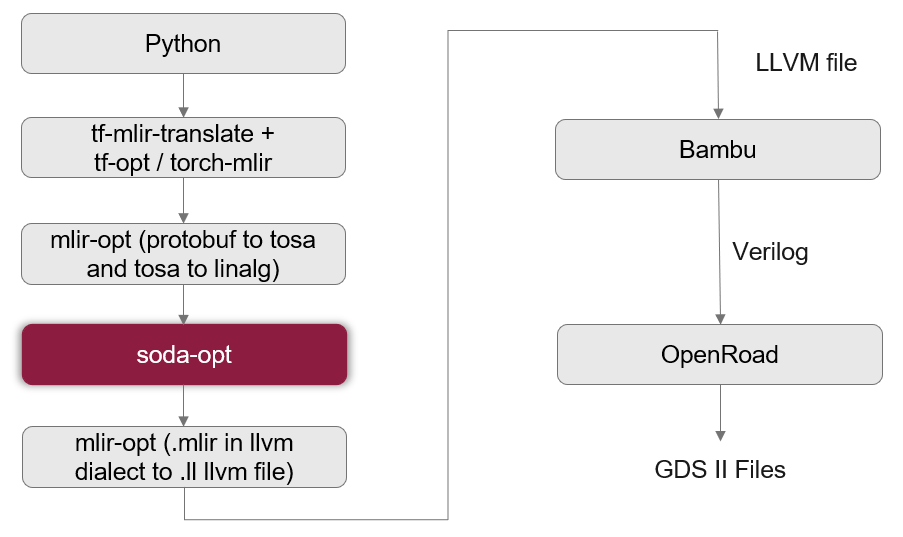 Python
tf-mlir-translate +
tf-opt / torch-mlir
mlir-opt (protobuf to tosa
and tosa to linalg)
soda-opt
mlir-opt (.mlir in llvm
dialect to .ll llvm file)
LLVM file
Bambu
Verilog
OpenRoad
GDS II Files